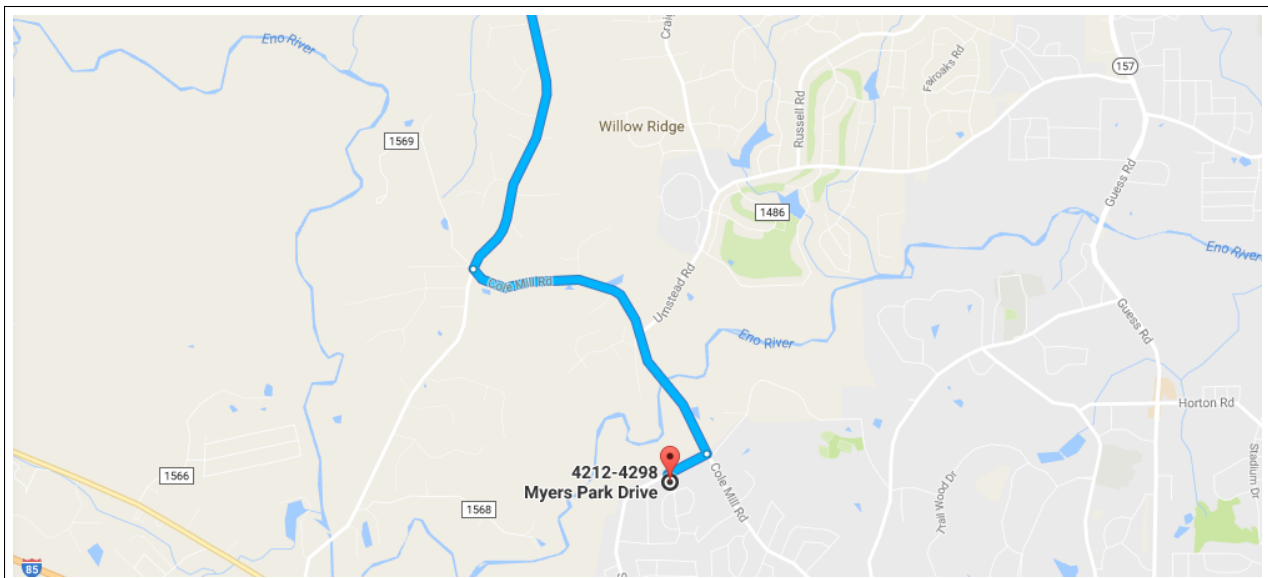 Eno River
Craig
157
Fairoaks Rd
Russell Rd
Willow Ridge
1569
Guess Rd
1486
Eno River
Cole Mill Rd
Umstead Rd
Guess Rd
Eno River
Horton Rd
4212-4298
Myers Park Drive
1566
Cole Mill Rd
Stadium Dr
Trail Wood Dr
1568
85